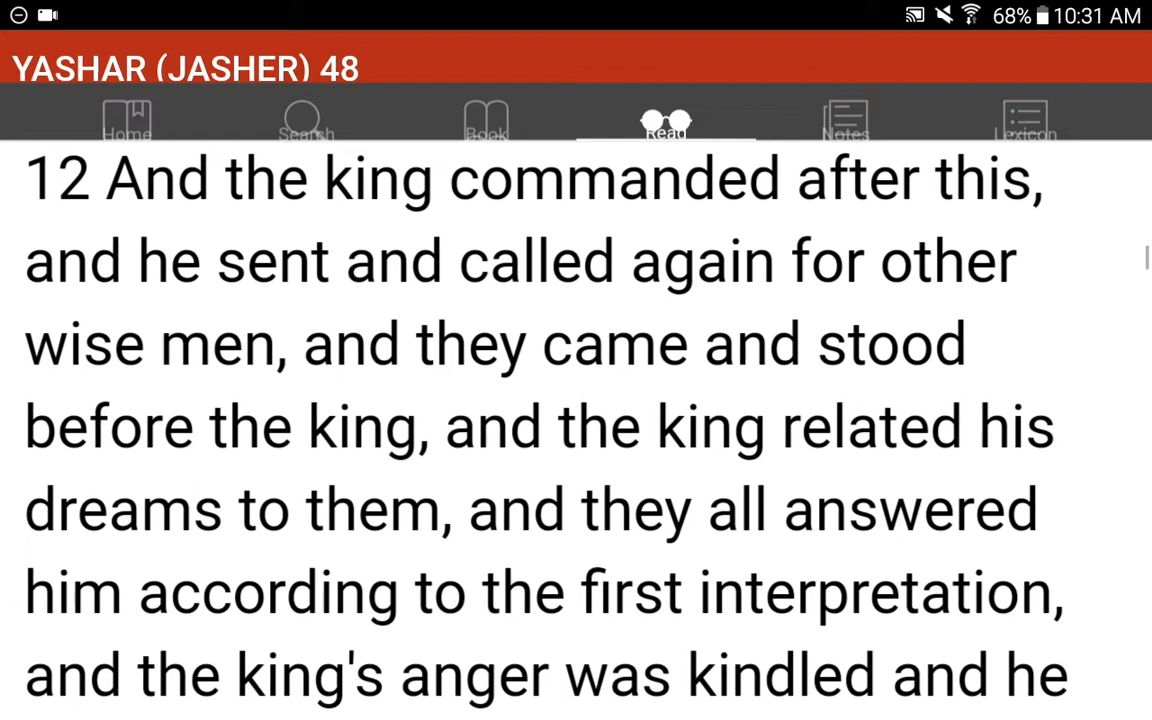 68% 10:31 AM
YASHAR (JASHER) 48
Home Search Book Read Notes Lexicon
12 And the king commanded after this,
and he sent and called again for other
wise men, and they came and stood
before the king, and the king related his
dreams to them, and they all answered
him according to the first interpretation,
and the king's anger was kindled and he